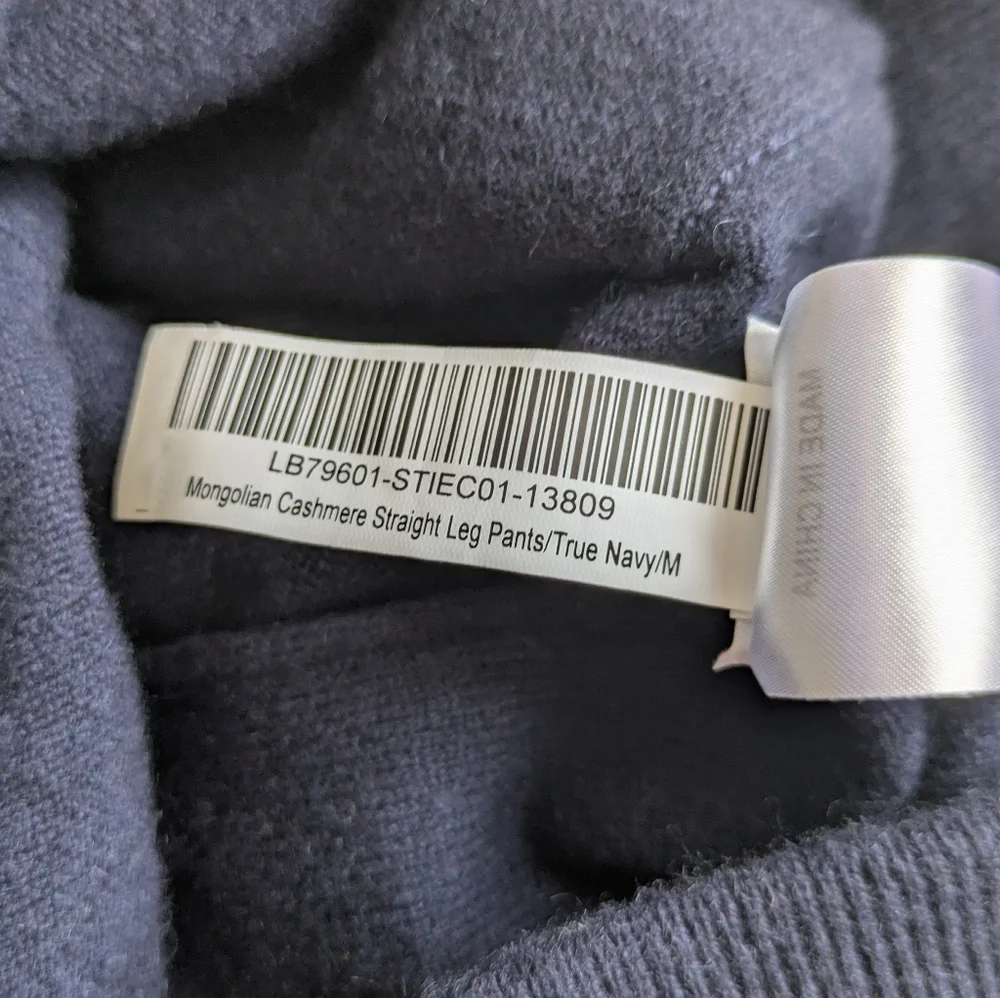 LB79601-STIEC01-13809
Mongolian Cashmere Straight Leg Pants/True Navy/M
MADE IN CHINA